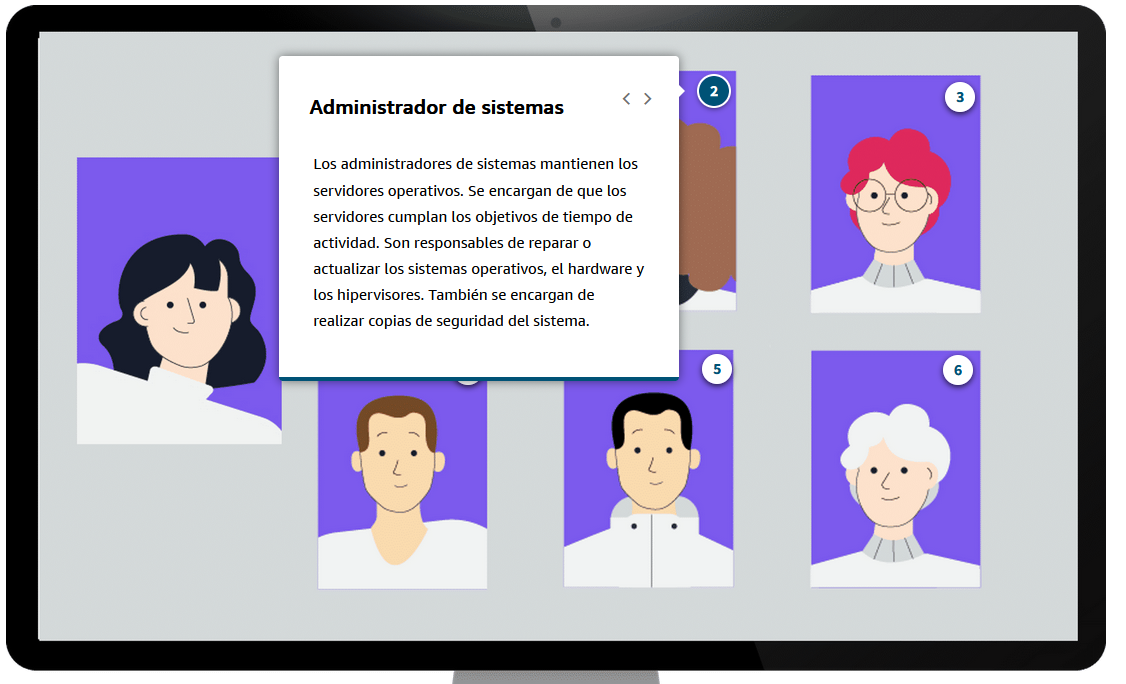 Administrador de sistemas
Los administradores de sistemas mantienen los
servidores operativos. Se encargan de que los
servidores cumplan los objetivos de tiempo de
actividad. Son responsables de reparar o
actualizar los sistemas operativos, el hardware y
los hipervisores. También se encargan de
realizar copias de seguridad del sistema.
2
3
5
6